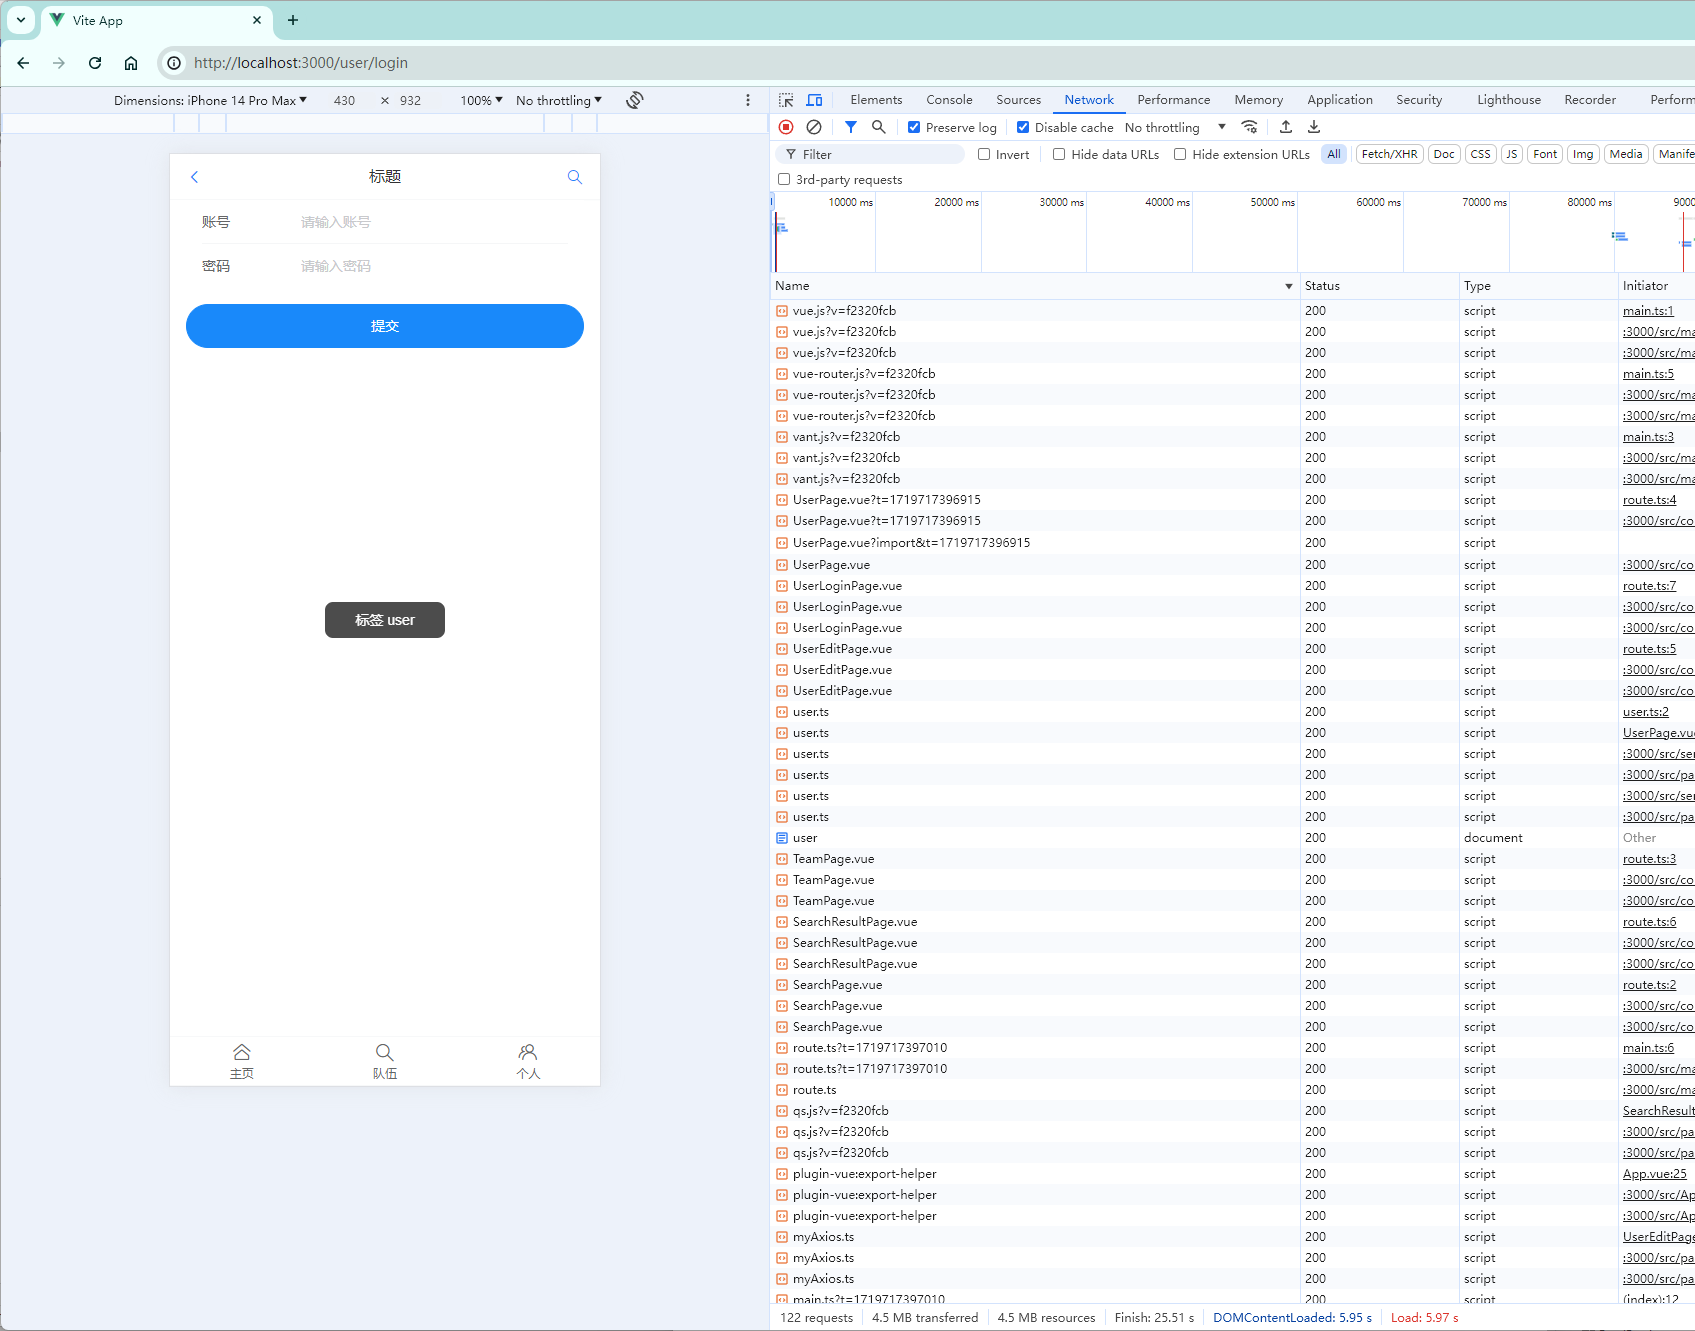 Vite App
http://localhost:3000/user/login
Dimensions: iPhone 14 Pro Max ▼ 430 × 932 100% ▼ No throttling ▼
标题
账号 请输入账号
密码 请输入密码
提交
标签 user
主页 队伍 个人
Elements Console Sources Network Performance Memory Application Security Lighthouse Recorder Perform
Preserve log Disable cache No throttling ▼
Filter Invert Hide data URLs Hide extension URLs All Fetch/XHR Doc CSS JS Font Img Media Manife
3rd-party requests
10000 ms 20000 ms 30000 ms 40000 ms 50000 ms 60000 ms 70000 ms 80000 ms 9000
Name ▼ Status Type Initiator
vue.js?v=f2320fcb 200 script main.ts:1
vue.js?v=f2320fcb 200 script :3000/src/ma
vue.js?v=f2320fcb 200 script :3000/src/ma
vue-router.js?v=f2320fcb 200 script main.ts:5
vue-router.js?v=f2320fcb 200 script :3000/src/ma
vue-router.js?v=f2320fcb 200 script :3000/src/ma
vant.js?v=f2320fcb 200 script main.ts:3
vant.js?v=f2320fcb 200 script :3000/src/ma
vant.js?v=f2320fcb 200 script :3000/src/ma
UserPage.vue?t=1719717396915 200 script route.ts:4
UserPage.vue?t=1719717396915 200 script :3000/src/co
UserPage.vue?import&t=1719717396915 200 script
UserPage.vue 200 script :3000/src/co
UserLoginPage.vue 200 script route.ts:7
UserLoginPage.vue 200 script :3000/src/co
UserLoginPage.vue 200 script :3000/src/co
UserEditPage.vue 200 script route.ts:5
UserEditPage.vue 200 script :3000/src/co
UserEditPage.vue 200 script :3000/src/co
user.ts 200 script user.ts:2
user.ts 200 script UserPage.vu
user.ts 200 script :3000/src/ser
user.ts 200 script :3000/src/pa
user.ts 200 script :3000/src/ser
user.ts 200 script :3000/src/pa
user 200 document Other
TeamPage.vue 200 script route.ts:3
TeamPage.vue 200 script :3000/src/co
TeamPage.vue 200 script :3000/src/co
SearchResultPage.vue 200 script route.ts:6
SearchResultPage.vue 200 script :3000/src/co
SearchResultPage.vue 200 script :3000/src/co
SearchPage.vue 200 script route.ts:2
SearchPage.vue 200 script :3000/src/co
SearchPage.vue 200 script :3000/src/co
route.ts?t=1719717397010 200 script main.ts:6
route.ts?t=1719717397010 200 script :3000/src/ma
route.ts 200 script :3000/src/ma
qs.js?v=f2320fcb 200 script SearchResult
qs.js?v=f2320fcb 200 script :3000/src/pa
qs.js?v=f2320fcb 200 script :3000/src/pa
plugin-vue:export-helper 200 script App.vue:25
plugin-vue:export-helper 200 script :3000/src/Ap
plugin-vue:export-helper 200 script :3000/src/Ap
myAxios.ts 200 script UserEditPage
myAxios.ts 200 script :3000/src/pa
myAxios.ts 200 script :3000/src/pa
main.ts?t=1719717397010 200 script (index):12
122 requests 4.5 MB transferred 4.5 MB resources Finish: 25.51 s DOMContentLoaded: 5.95 s Load: 5.97 s